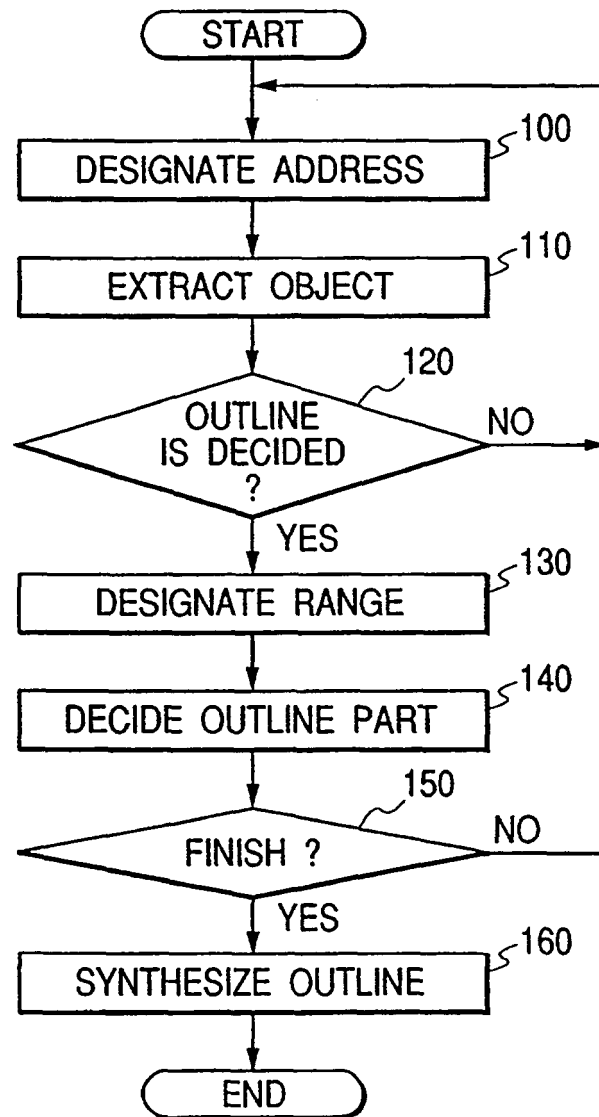 START
100
DESIGNATE ADDRESS
110
EXTRACT OBJECT
120
OUTLINE
IS DECIDED
?
NO
YES
130
DESIGNATE RANGE
140
DECIDE OUTLINE PART
150
FINISH ?
NO
YES
160
SYNTHESIZE OUTLINE
END